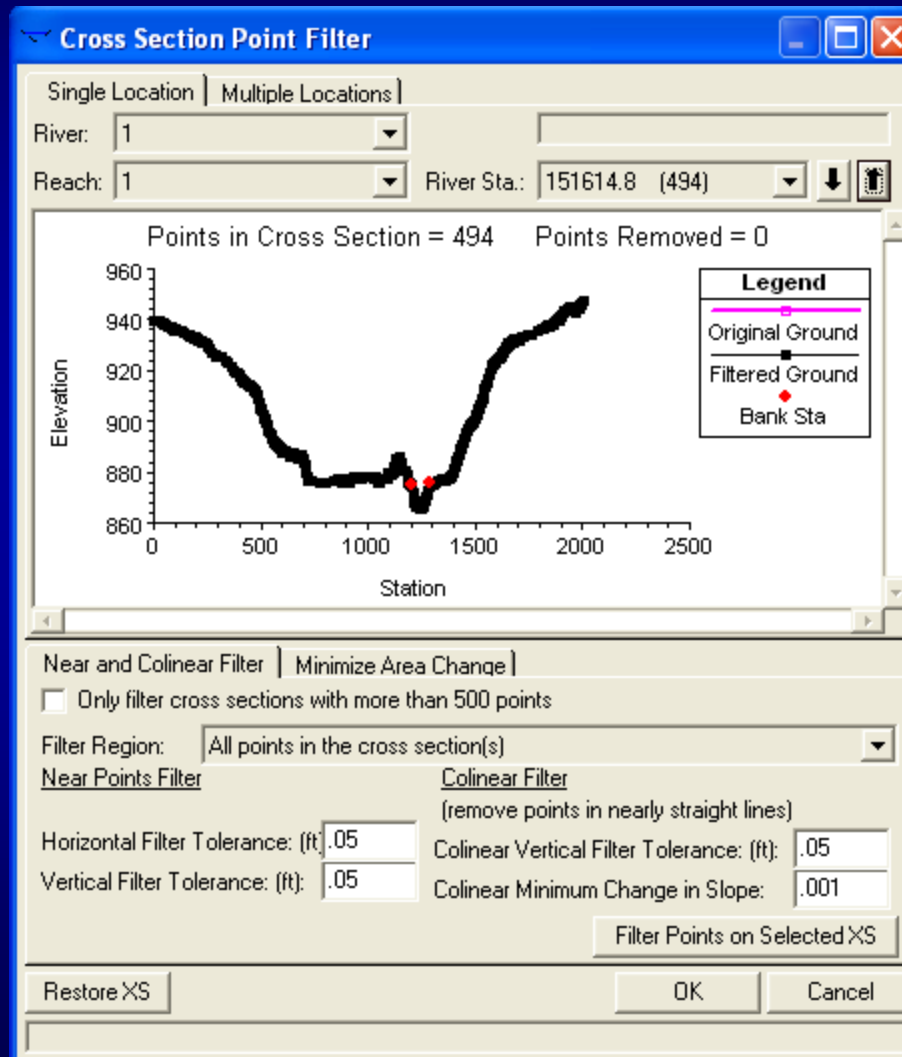 Cross Section Point Filter
Single Location Multiple Locations
River: 1
Reach: 1 River Sta.: 151614.8 (494)
Points in Cross Section = 494 Points Removed = 0
960
940
920
900
880
860
Elevation
0 500 1000 1500 2000 2500
Station
Legend
Original Ground
Filtered Ground
Bank Sta
Near and Colinear Filter Minimize Area Change
Only filter cross sections with more than 500 points
Filter Region: All points in the cross section(s)
Near Points Filter Colinear Filter
(remove points in nearly straight lines)
Horizontal Filter Tolerance: (ft .05 Colinear Vertical Filter Tolerance: (ft): .05
Vertical Filter Tolerance: (ft): .05 Colinear Minimum Change in Slope: .001
Filter Points on Selected XS
Restore XS OK Cancel